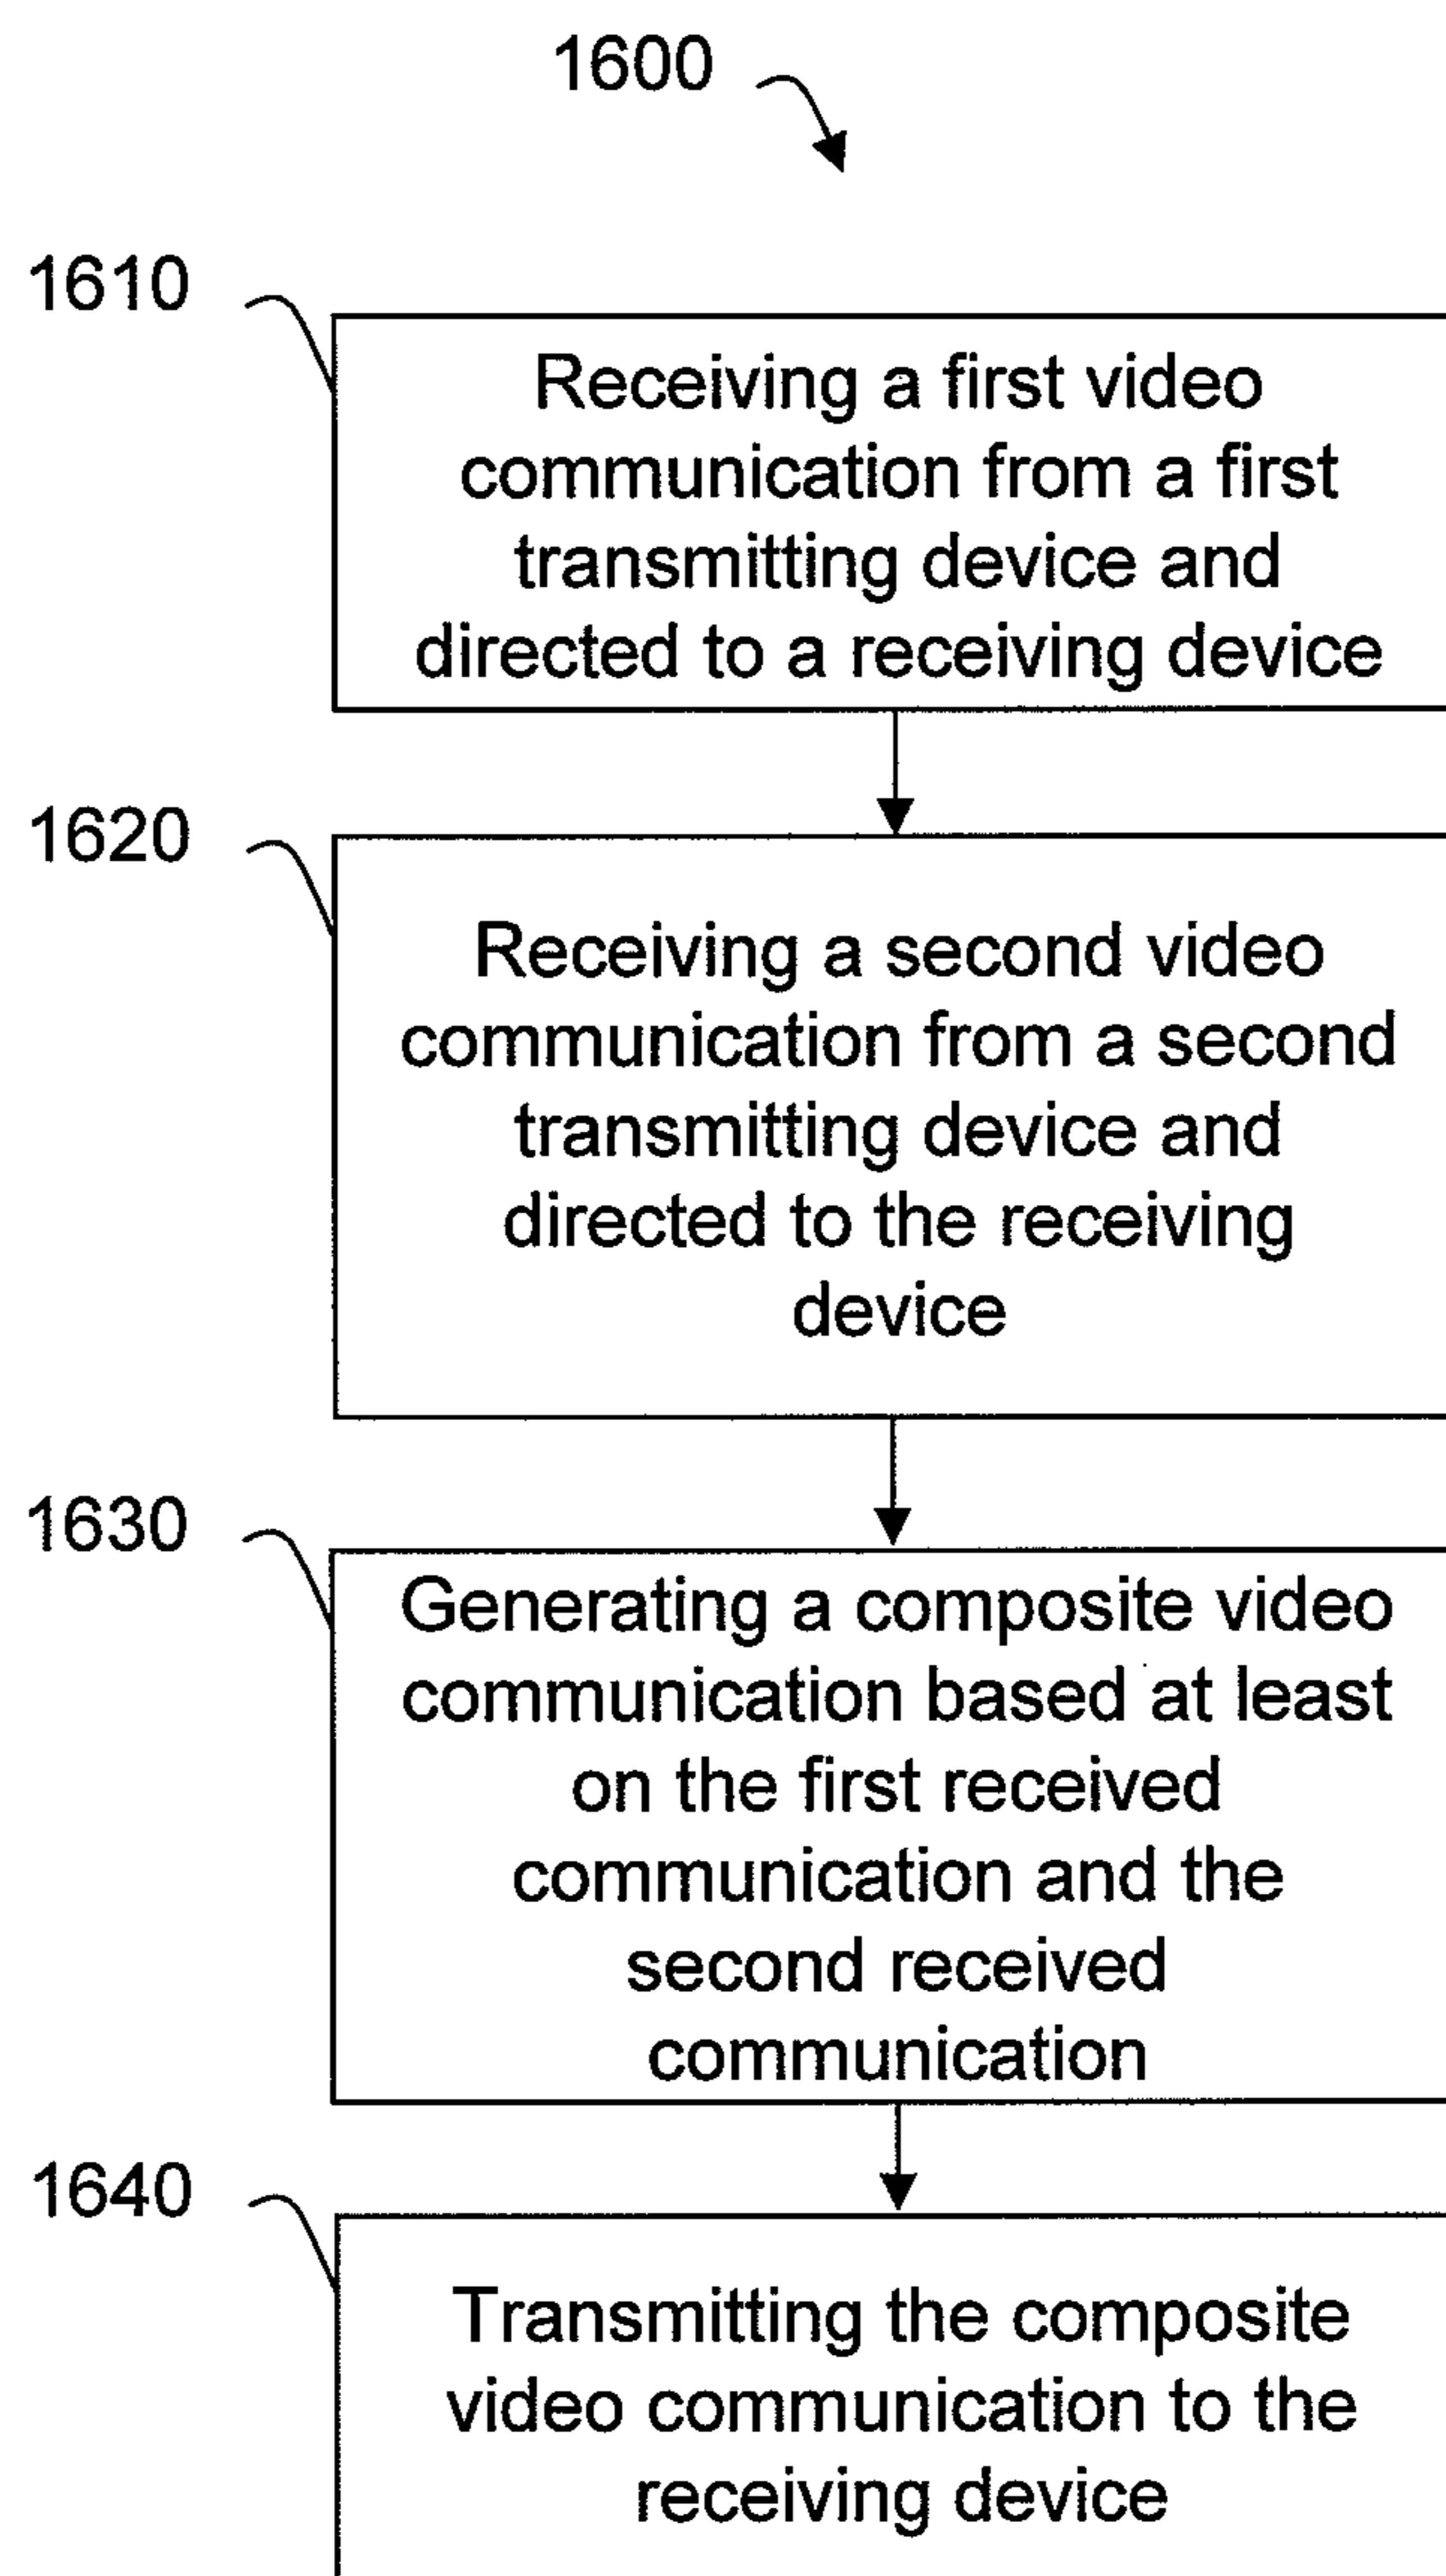 1600
1610
Receiving a first video
communication from a first
transmitting device and
directed to a receiving device
1620
Receiving a second video
communication from a second
transmitting device and
directed to the receiving
device
1630
Generating a composite video
communication based at least
on the first received
communication and the
second received
communication
1640
Transmitting the composite
video communication to the
receiving device